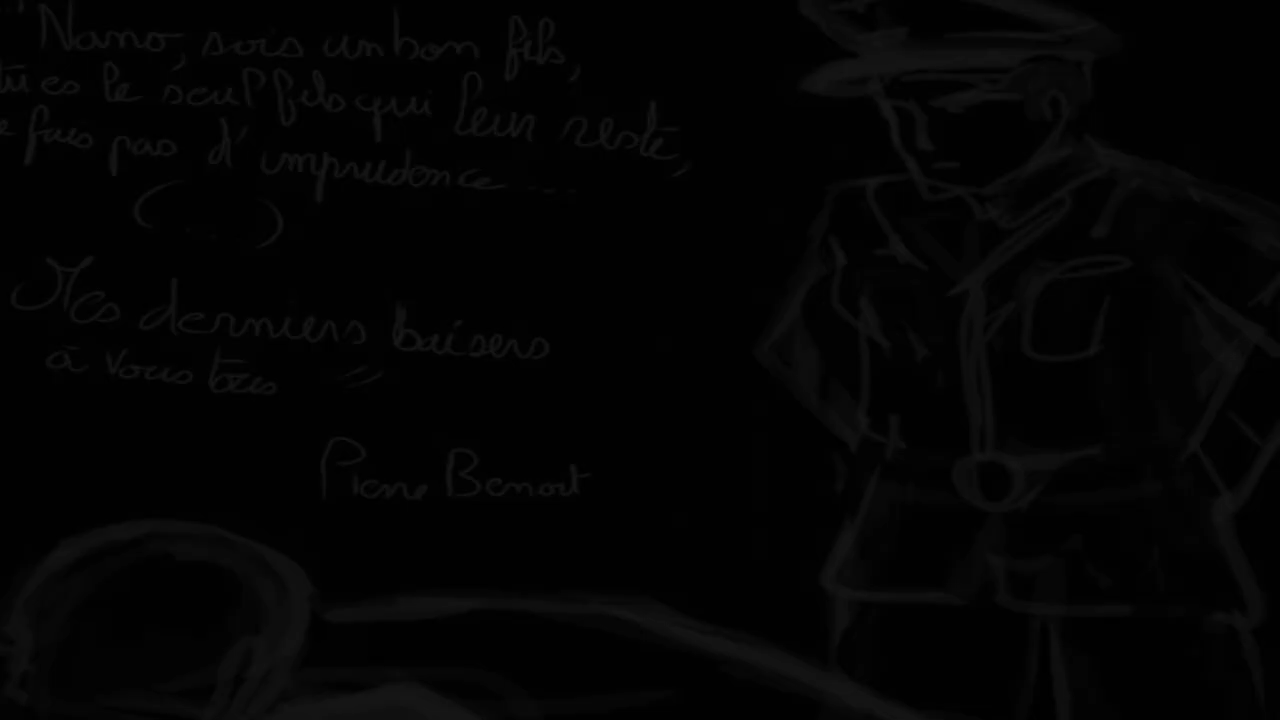 " Nano, sois un bon fils,
tu es le seul fils qui leur reste,
e fais pas d'imprudence ....
( ... )
Mes derniers baisers
à vous tous "
Pierre Benoit